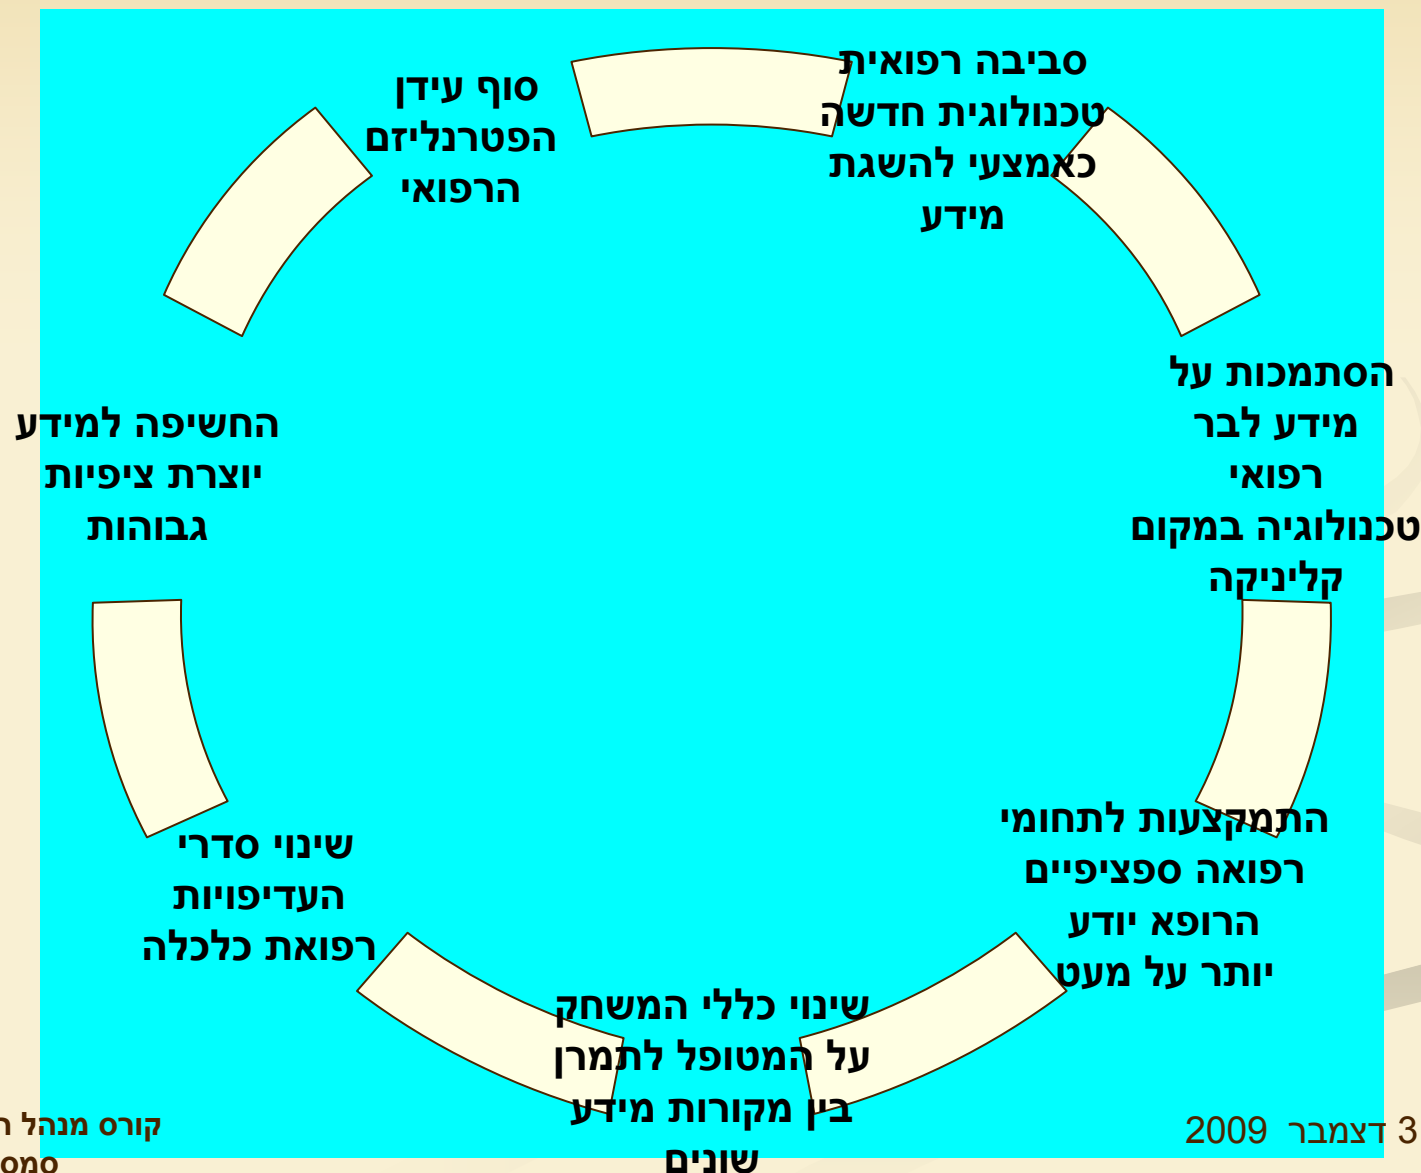 סביבה רפואית
טכנולוגית חדשה
כאמצעי להשגת
מידע
הסתמכות על
מידע לבר
רפואי
טכנולוגיה במקום
קליניקה
התמקצעות לתחומי
רפואה ספציפיים
הרופא יודע
יותר על מעט
שינוי כללי המשחק
על המטופל לתמרן
בין מקורות מידע
שונים
שינוי סדרי
העדיפויות
רפואת כלכלה
החשיפה למידע
יוצרת ציפיות
גבוהות
סוף עידן
הפטרנליזם
הרפואי
3 דצמבר 2009
קורס מנהל